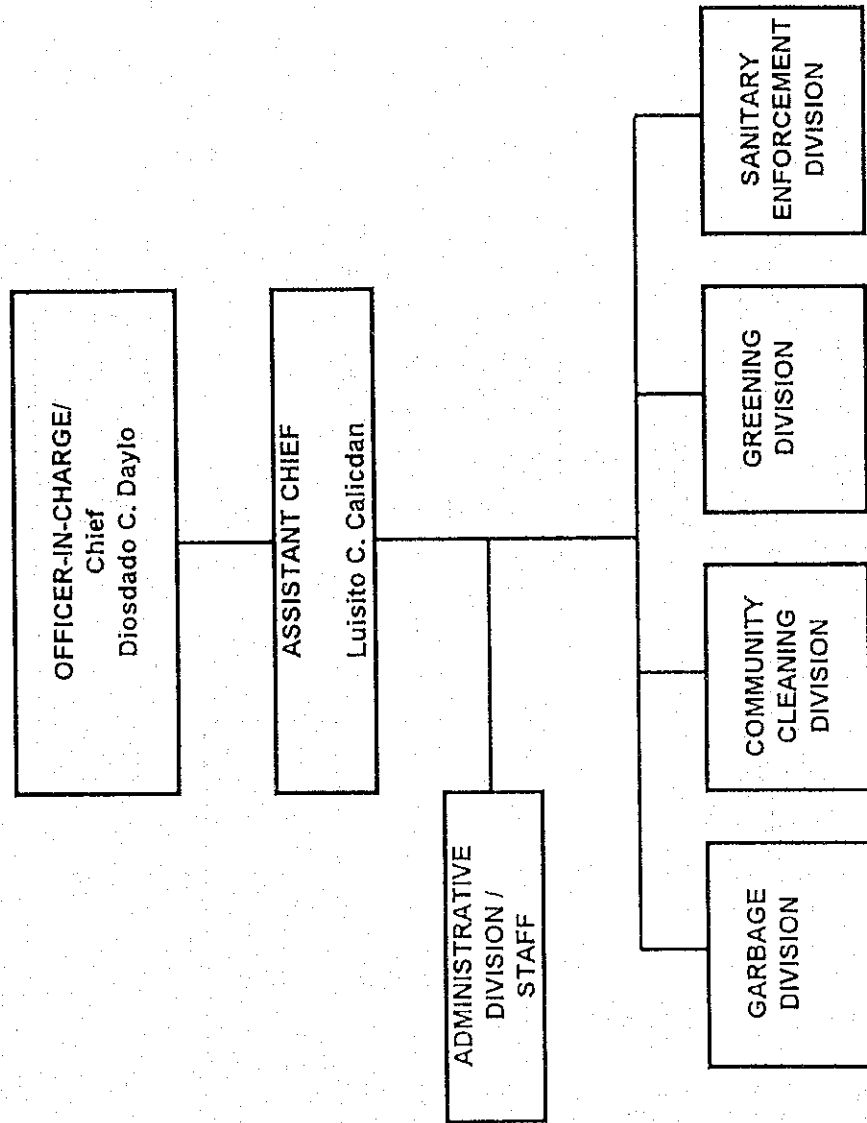 OFFICER-IN-CHARGE/
Chief
Diosdado C. Daylo
ASSISTANT CHIEF
Luisito C. Calicdan
ADMINISTRATIVE
DIVISION /
STAFF
GARBAGE
DIVISION
COMMUNITY
CLEANING
DIVISION
GREENING
DIVISION
SANITARY
ENFORCEMENT
DIVISION